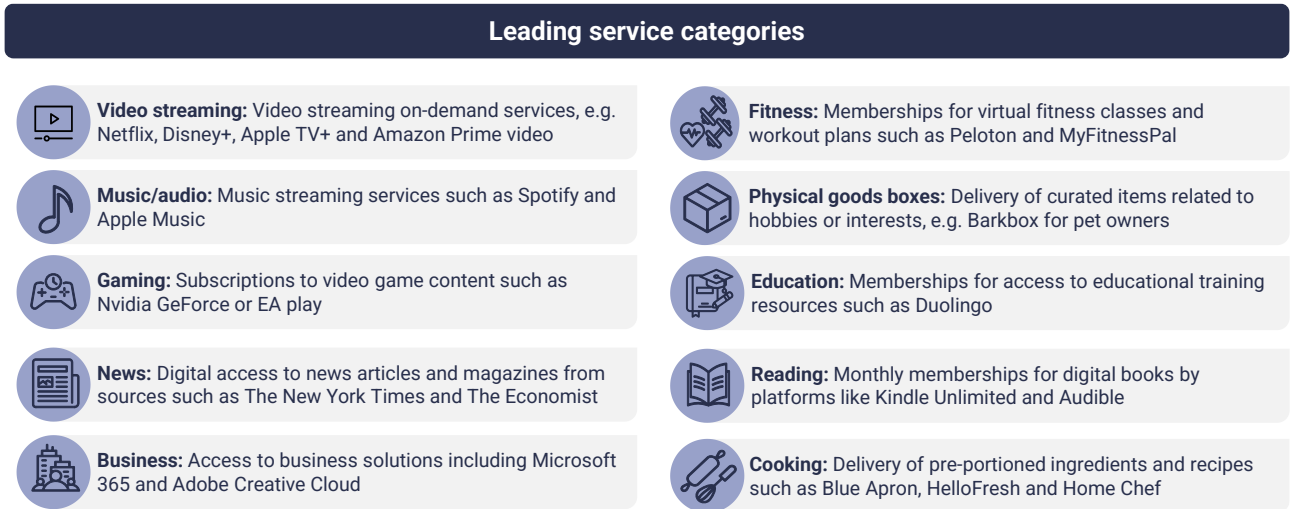 Leading service categories
Video streaming: Video streaming on-demand services, e.g.
Netflix, Disney+, Apple TV+ and Amazon Prime video
Music/audio: Music streaming services such as Spotify and
Apple Music
Gaming: Subscriptions to video game content such as
Nvidia GeForce or EA play
News: Digital access to news articles and magazines from
sources such as The New York Times and The Economist
Business: Access to business solutions including Microsoft
365 and Adobe Creative Cloud
Fitness: Memberships for virtual fitness classes and
workout plans such as Peloton and MyFitnessPal
Physical goods boxes: Delivery of curated items related to
hobbies or interests, e.g. Barkbox for pet owners
Education: Memberships for access to educational training
resources such as Duolingo
Reading: Monthly memberships for digital books by
platforms like Kindle Unlimited and Audible
Cooking: Delivery of pre-portioned ingredients and recipes
such as Blue Apron, HelloFresh and Home Chef